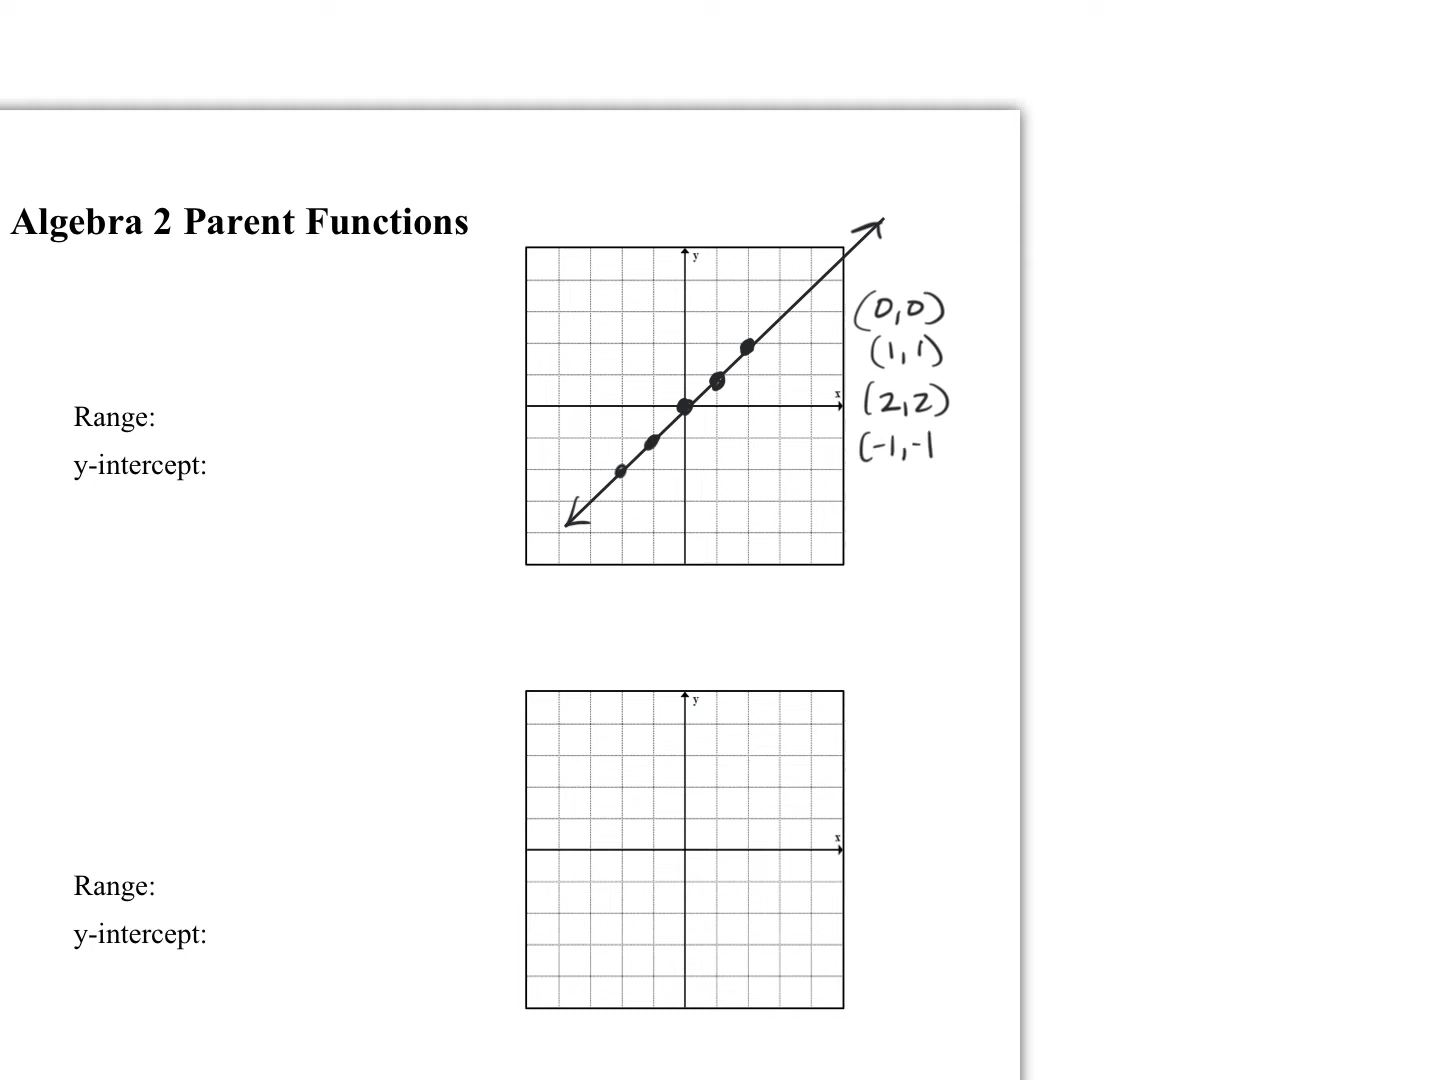 Algebra 2 Parent Functions
y
(0,0)
(1,1)
x
(2,2)
Range:
(-1,-1
y-intercept:
y
x
Range:
y-intercept: